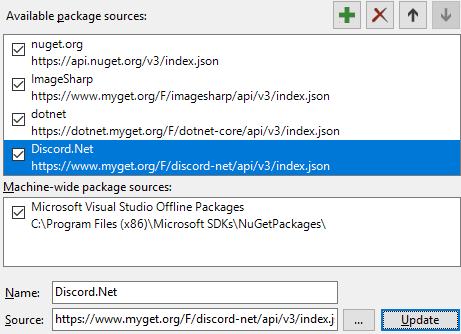 Available package sources:
nuget.org
https://api.nuget.org/v3/index.json
ImageSharp
https://www.myget.org/F/imagesharp/api/v3/index.json
dotnet
https://dotnet.myget.org/F/dotnet-core/api/v3/index.json
Discord.Net
https://www.myget.org/F/discord-net/api/v3/index.json
Machine-wide package sources:
Microsoft Visual Studio Offline Packages
C:\Program Files (x86)\Microsoft SDKs\NuGetPackages\
Name: Discord.Net
Source: https://www.myget.org/F/discord-net/api/v3/index.j ... Update